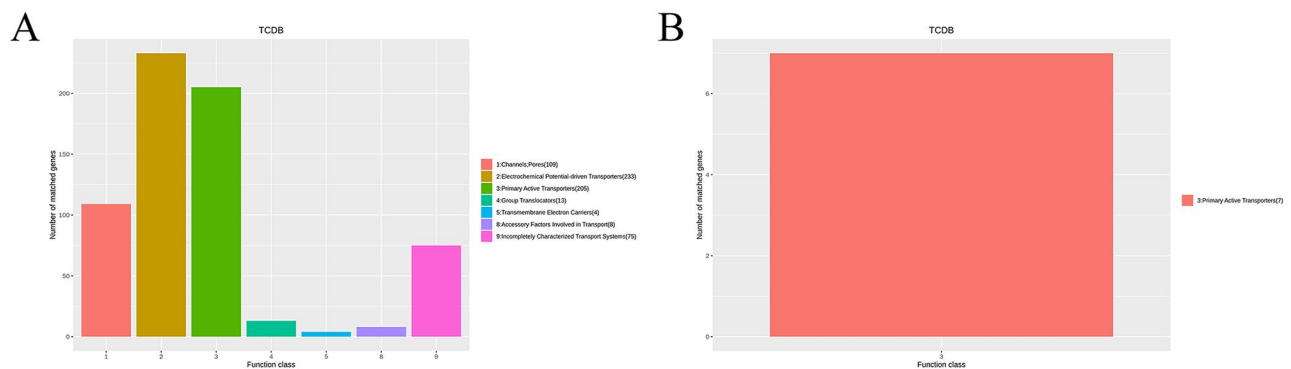 A
TCDB
Number of matched genes
200
150
100
50
0
1 2 3 4 5 8 9
Function class
1:Channels;Pores(109)
2:Electrochemical Potential-driven Transporters(233)
3:Primary Active Transporters(205)
4:Group Translocators(13)
5:Transmembrane Electron Carriers(4)
8:Accessory Factors Involved in Transport(8)
9:Incompletely Characterized Transport Systems(75)
B
TCDB
Number of matched genes
6
4
2
0
3
Function class
3:Primary Active Transporters(7)